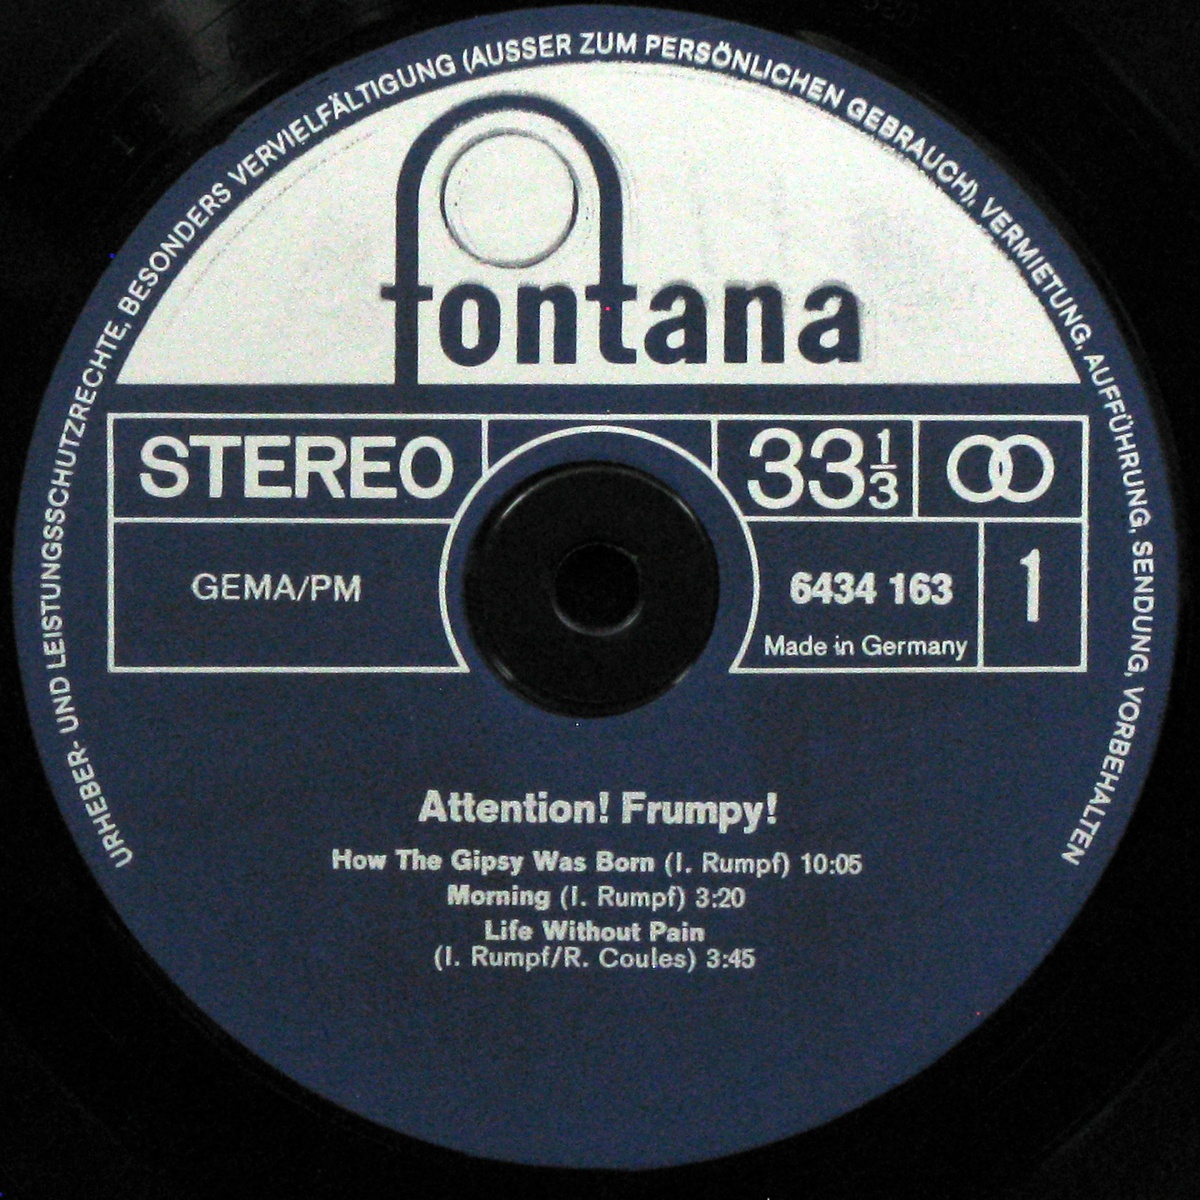 URHEBER- UND LEISTUNGSSCHUTZRECHTE, BESONDERS VERVIELFÄLTIGUNG (AUSSER ZUM PERSÖNLICHEN GEBRAUCH), VERMIETUNG, AUFFÜHRUNG, SENDUNG, VORBEHALTEN
fontana
STEREO
33 1/3
GEMA/PM
6434 163
Made in Germany
1
Attention! Frumpy!
How The Gipsy Was Born (I. Rumpf) 10:05
Morning (I. Rumpf) 3:20
Life Without Pain
(I. Rumpf/R. Coules) 3:45